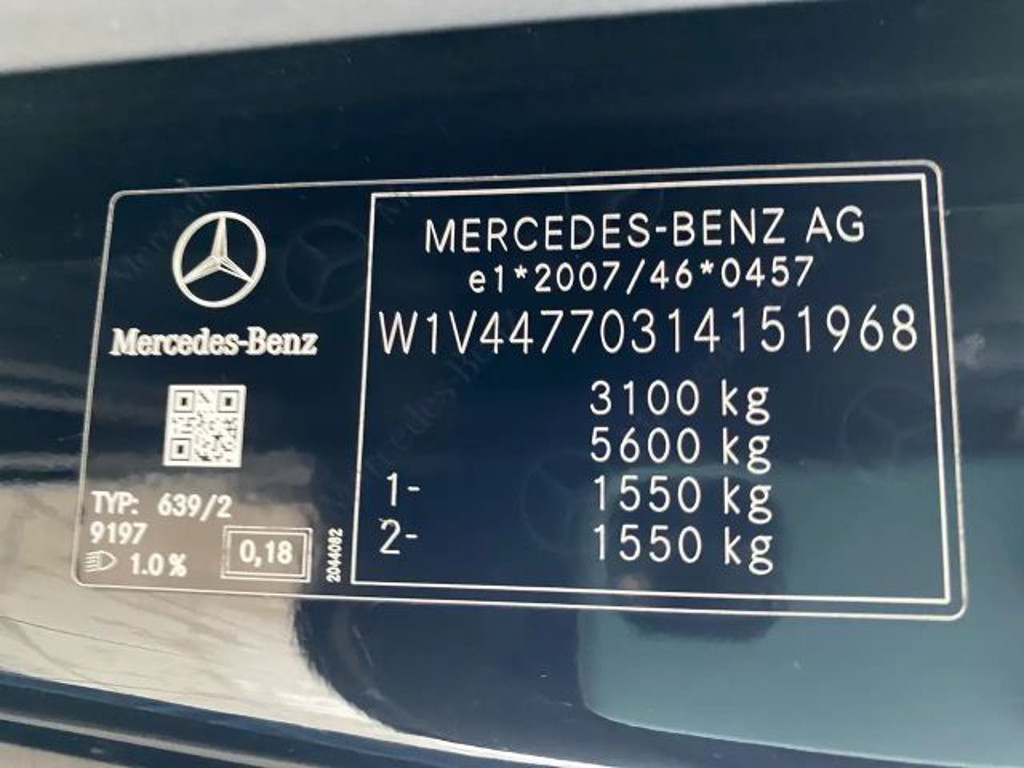 Mercedes-Benz
TYP: 639/2
9197
1.0 %
0,18
2044082
MERCEDES-BENZ AG
e1*2007/46*0457
W1V44770314151968
3100 kg
5600 kg
1- 1550 kg
2- 1550 kg